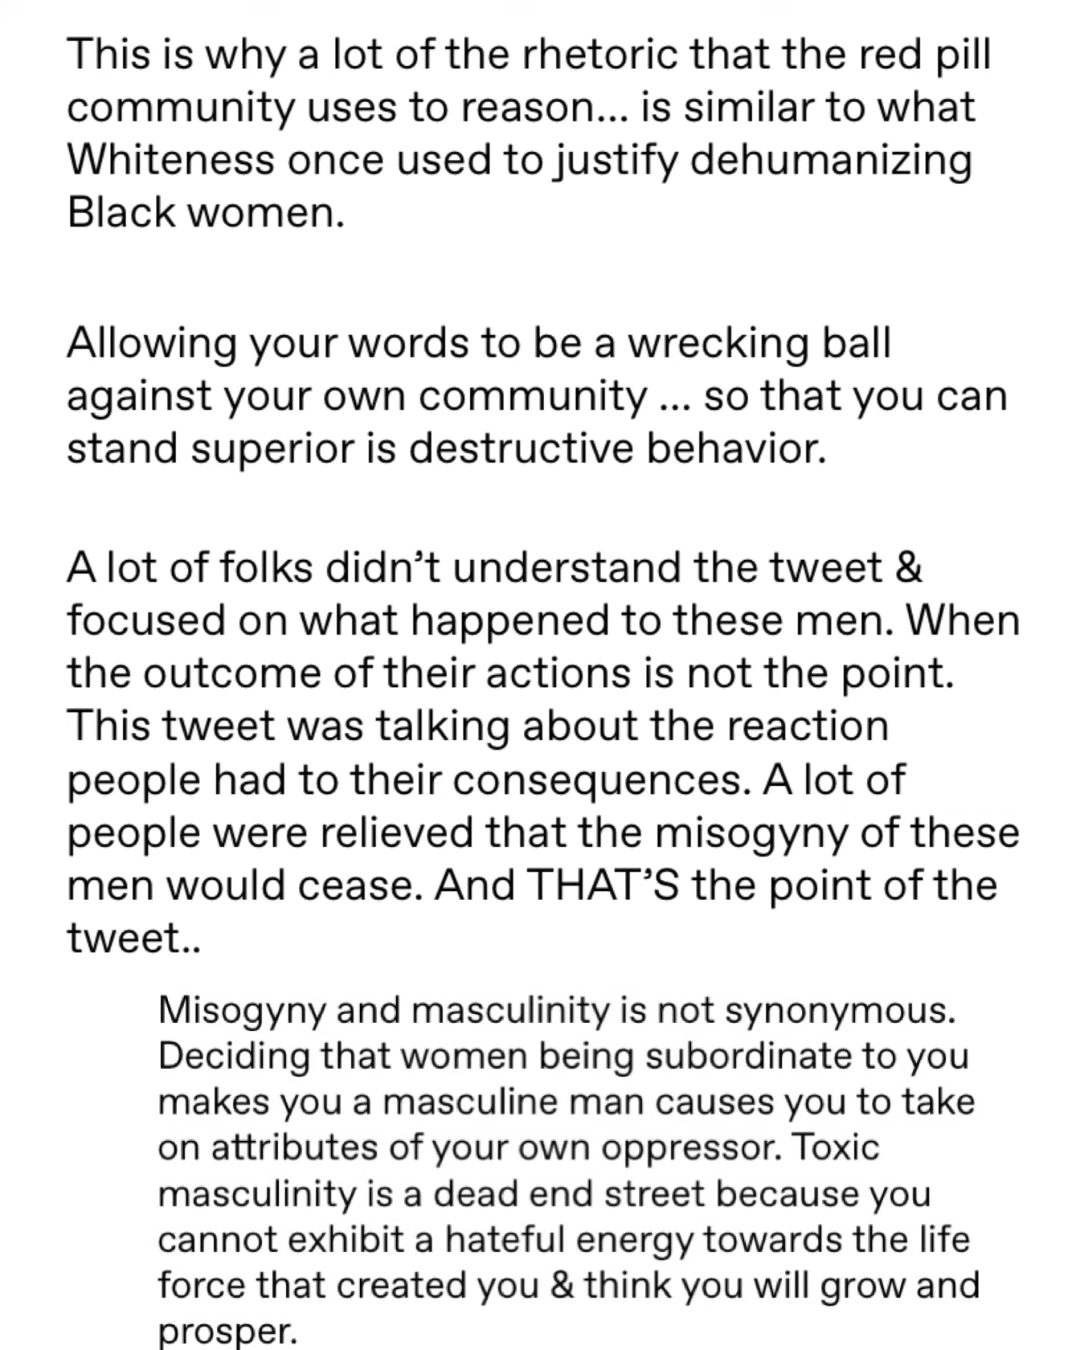 This is why a lot of the rhetoric that the red pill
community uses to reason... is similar to what
Whiteness once used to justify dehumanizing
Black women.
Allowing your words to be a wrecking ball
against your own community ... so that you can
stand superior is destructive behavior.
A lot of folks didn’t understand the tweet &
focused on what happened to these men. When
the outcome of their actions is not the point.
This tweet was talking about the reaction
people had to their consequences. A lot of
people were relieved that the misogyny of these
men would cease. And THAT’S the point of the
tweet..
Misogyny and masculinity is not synonymous.
Deciding that women being subordinate to you
makes you a masculine man causes you to take
on attributes of your own oppressor. Toxic
masculinity is a dead end street because you
cannot exhibit a hateful energy towards the life
force that created you & think you will grow and
prosper.